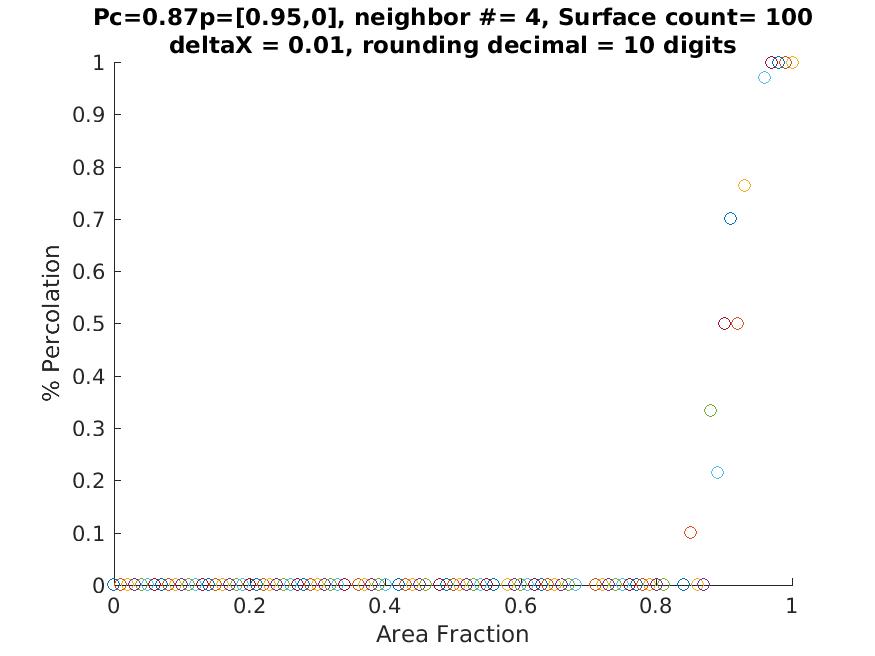 Pc=0.87p=[0.95,0], neighbor #= 4, Surface count= 100
deltaX = 0.01, rounding decimal = 10 digits
1
0.9
0.8
0.7
0.6
0.5
0.4
0.3
0.2
0.1
0
% Percolation
0 0.2 0.4 0.6 0.8 1
Area Fraction